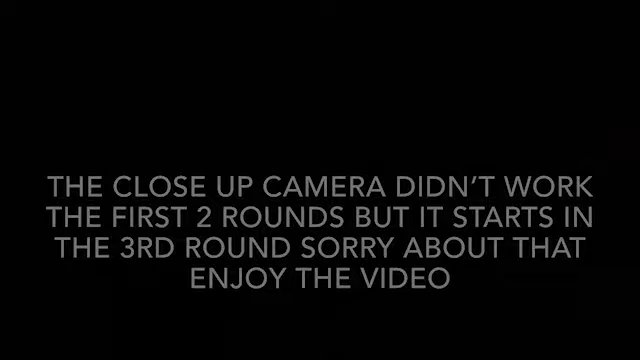 THE CLOSE UP CAMERA DIDN’T WORK
THE FIRST 2 ROUNDS BUT IT STARTS IN
THE 3RD ROUND SORRY ABOUT THAT
ENJOY THE VIDEO